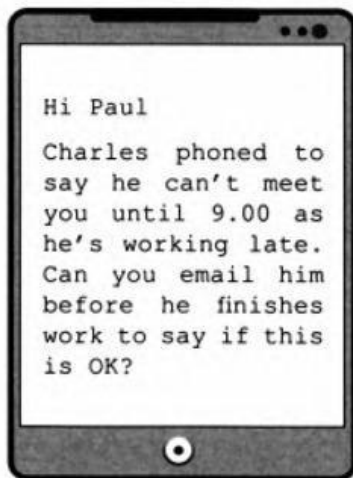 Hi Paul
Charles phoned to
say he can't meet
you until 9.00 as
he's working late.
Can you email him
before he finishes
work to say if this
is OK?